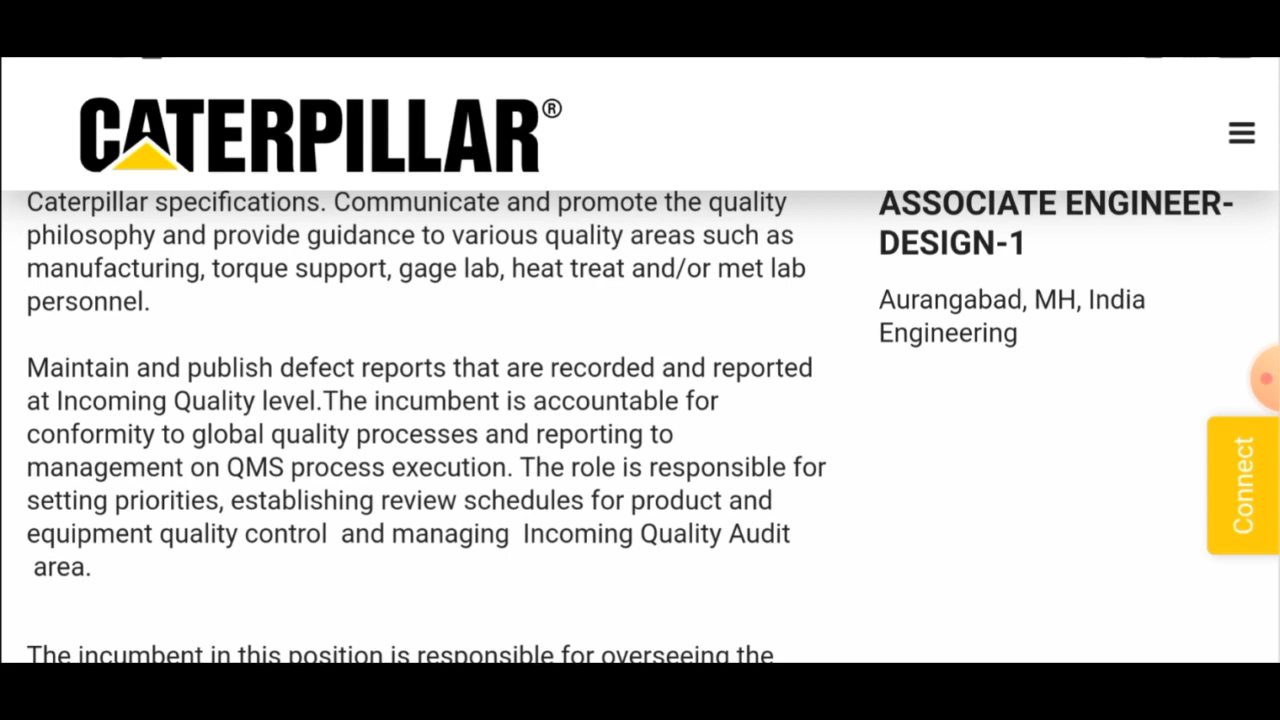 CATERPILLAR®
Caterpillar specifications. Communicate and promote the quality
philosophy and provide guidance to various quality areas such as
manufacturing, torque support, gage lab, heat treat and/or met lab
personnel.
Maintain and publish defect reports that are recorded and reported
at Incoming Quality level.The incumbent is accountable for
conformity to global quality processes and reporting to
management on QMS process execution. The role is responsible for
setting priorities, establishing review schedules for product and
equipment quality control  and managing  Incoming Quality Audit
area.
The incumbent in this position is responsible for overseeing the
ASSOCIATE ENGINEER-
DESIGN-1
Aurangabad, MH, India
Engineering
Connect